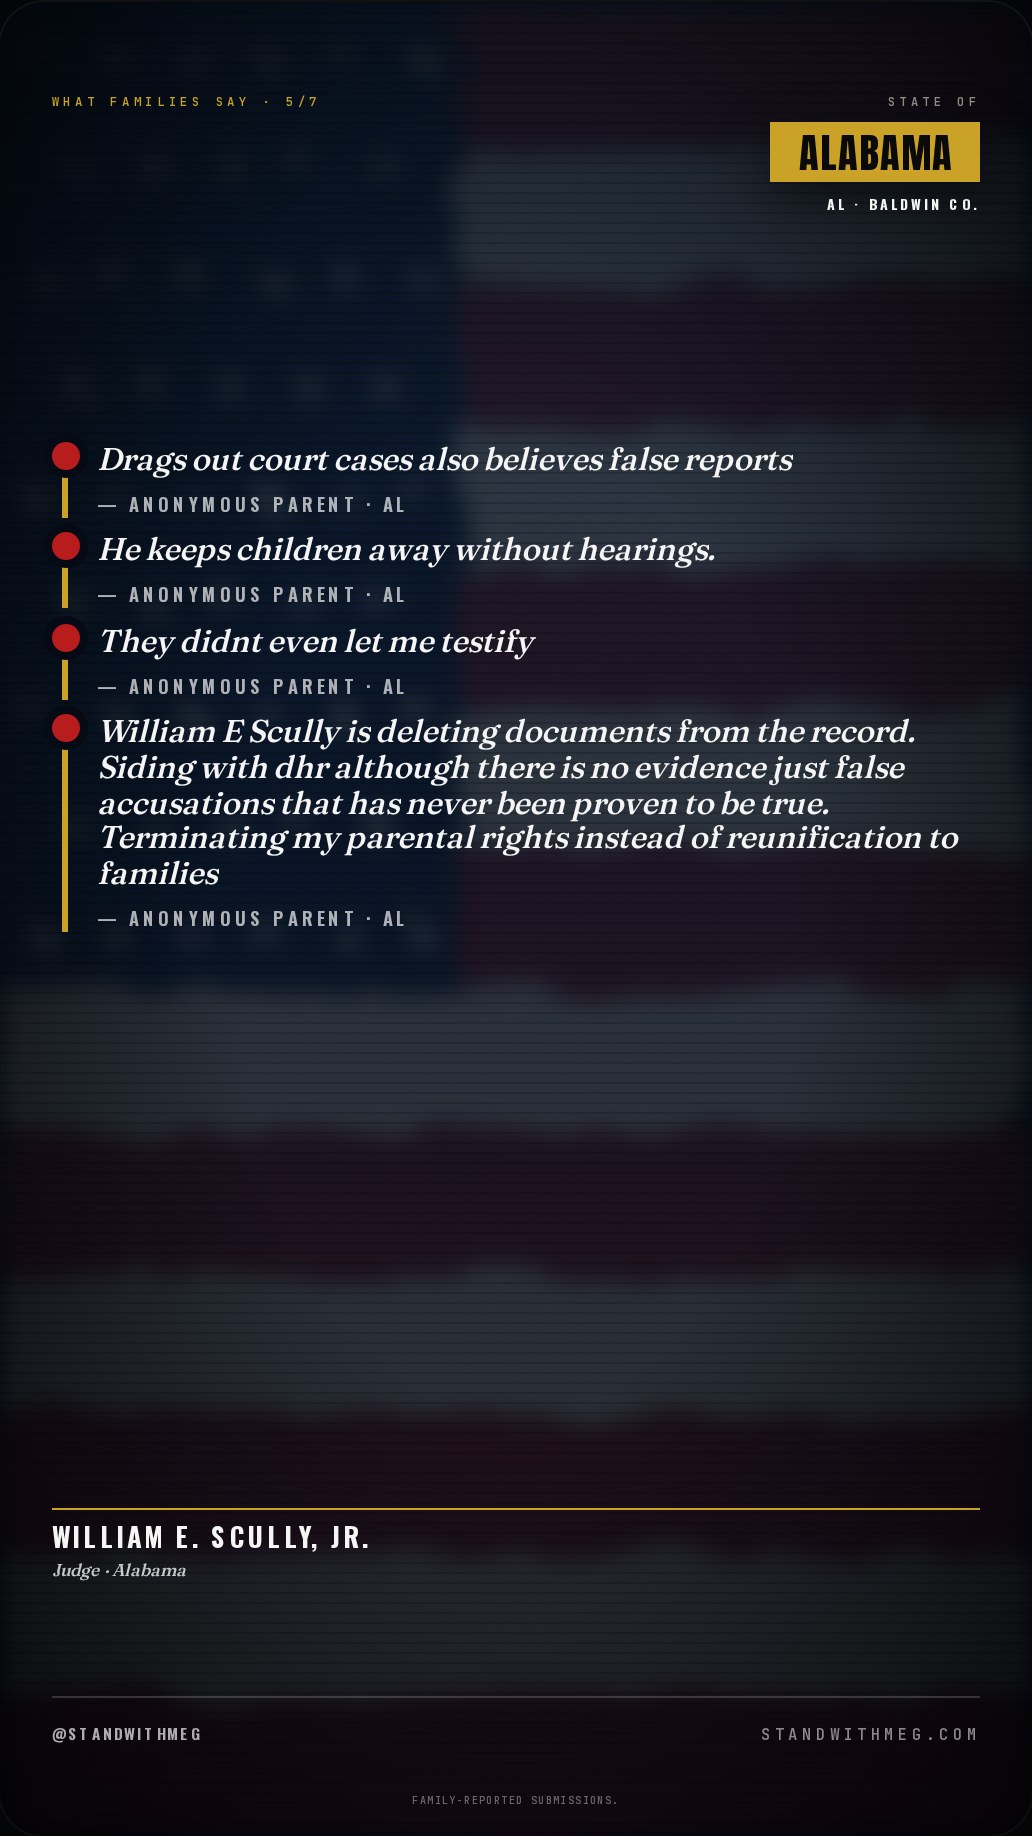 WHAT FAMILIES SAY · 5/7
STATE OF
ALABAMA
AL · BALDWIN CO.
Drags out court cases also believes false reports
— ANONYMOUS PARENT · AL
He keeps children away without hearings.
— ANONYMOUS PARENT · AL
They didnt even let me testify
— ANONYMOUS PARENT · AL
William E Scully is deleting documents from the record.
Siding with dhr although there is no evidence just false
accusations that has never been proven to be true.
Terminating my parental rights instead of reunification to
families
— ANONYMOUS PARENT · AL
WILLIAM E. SCULLY, JR.
Judge · Alabama
@STANDWITHMEG
STANDWITHMEG.COM
FAMILY-REPORTED SUBMISSIONS.